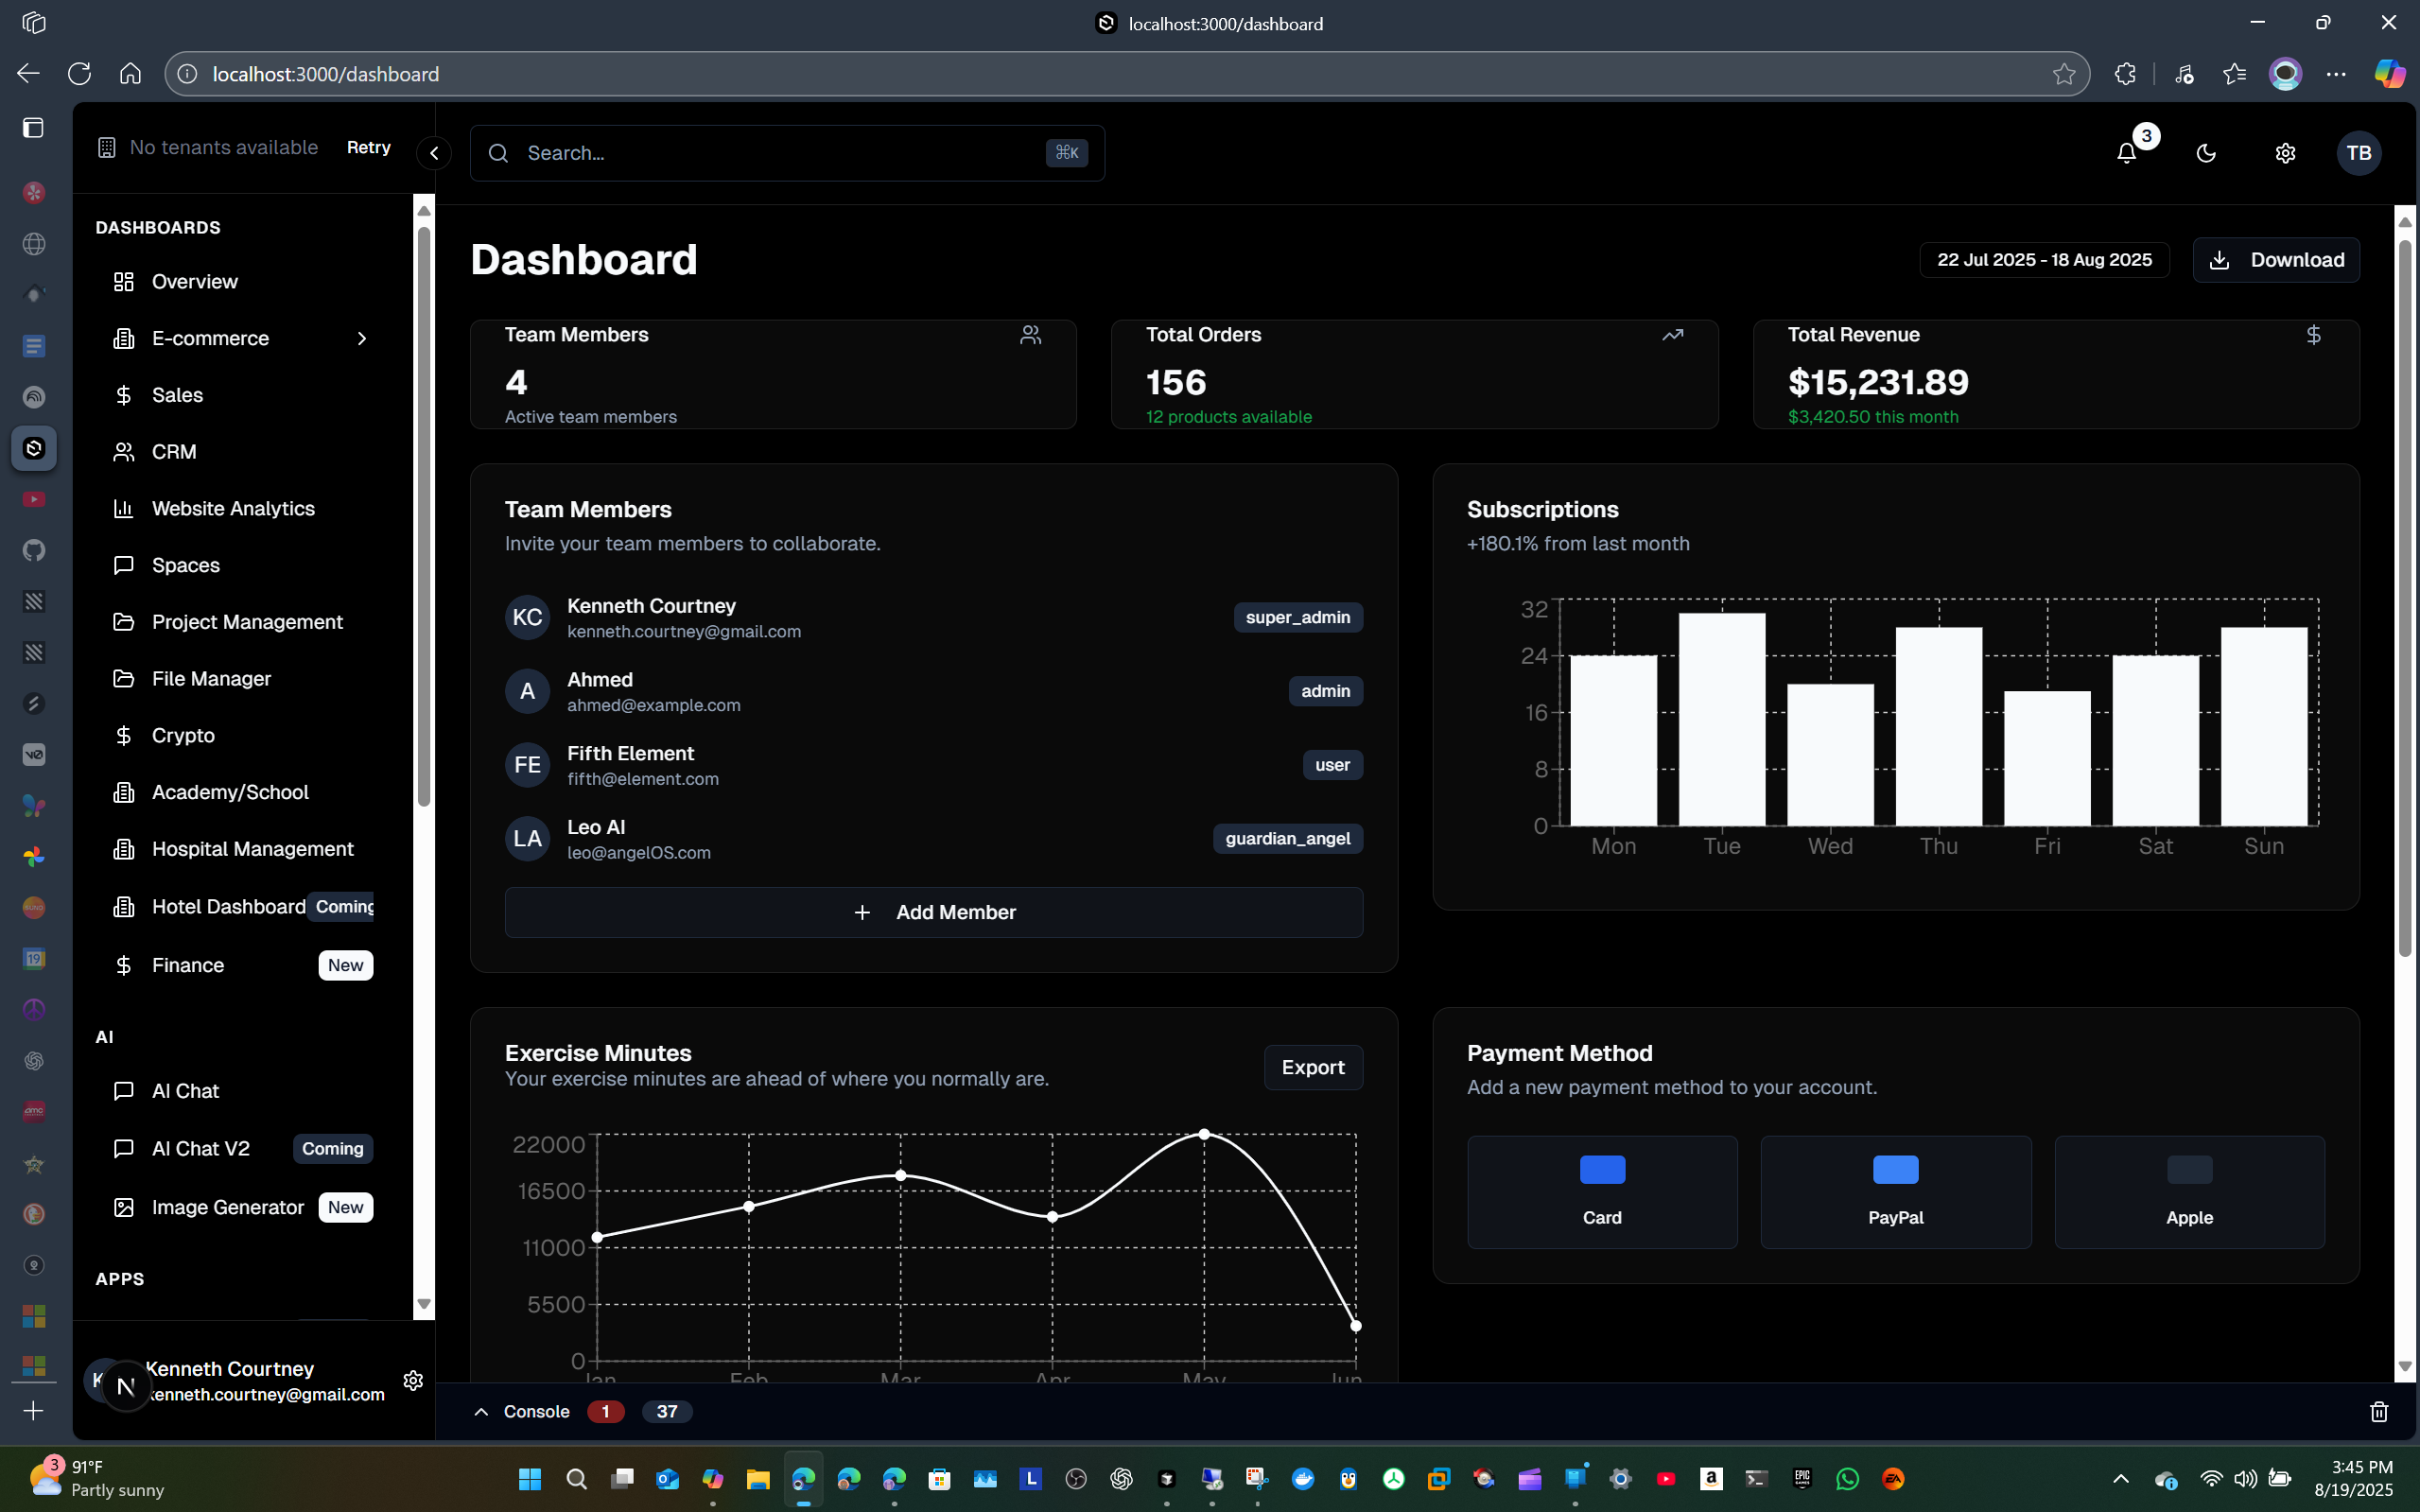 localhost:3000/dashboard
localhost:3000/dashboard
No tenants available
Retry
Search...
⌘K
3
TB
DASHBOARDS
Overview
E-commerce
Sales
CRM
Website Analytics
Spaces
Project Management
File Manager
Crypto
Academy/School
Hospital Management
Hotel Dashboard
Coming
Finance
New
AI
AI Chat
AI Chat V2
Coming
Image Generator
New
APPS
Kenneth Courtney
kenneth.courtney@gmail.com
N
Dashboard
22 Jul 2025 - 18 Aug 2025
Download
Team Members
4
Active team members
Total Orders
156
12 products available
Total Revenue
$15,231.89
$3,420.50 this month
Team Members
Invite your team members to collaborate.
KC
Kenneth Courtney
kenneth.courtney@gmail.com
super_admin
A
Ahmed
ahmed@example.com
admin
FE
Fifth Element
fifth@element.com
user
LA
Leo AI
leo@angelOS.com
guardian_angel
Add Member
Subscriptions
+180.1% from last month
32
24
16
8
0
Mon Tue Wed Thu Fri Sat Sun
Exercise Minutes
Your exercise minutes are ahead of where you normally are.
Export
22000
16500
11000
5500
0
Jan Feb Mar Apr May Jun
Payment Method
Add a new payment method to your account.
Card
PayPal
Apple
Console
1
37
3
91°F
Partly sunny
3:45 PM
8/19/2025